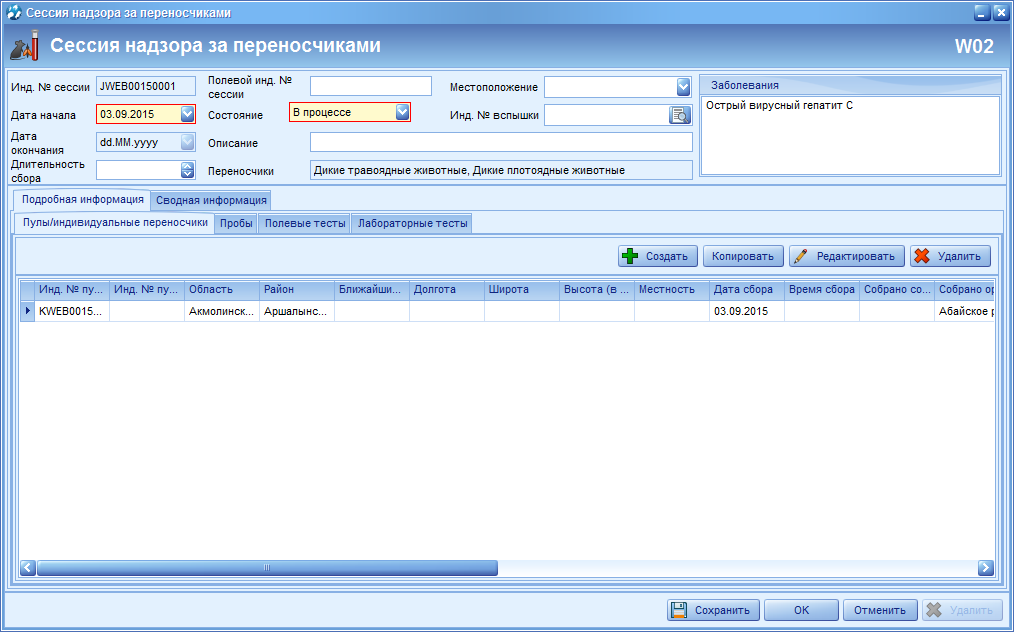 Сессия надзора за переносчиками
Сессия надзора за переносчиками
W02
Инд. № сессии
JWEB00150001
Полевой инд. №
сессии
Местоположение
Заболевания
Острый вирусный гепатит C
Дата начала
03.09.2015
Состояние
В процессе
Инд. № вспышки
Дата
окончания
dd.MM.yyyy
Описание
Длительность
сбора
Переносчики
Дикие травоядные животные, Дикие плотоядные животные
Подробная информация
Сводная информация
Пулы/индивидуальные переносчики
Пробы
Полевые тесты
Лабораторные тесты
Создать
Копировать
Редактировать
Удалить
Инд. № пу...
Инд. № пу...
Область
Район
Ближайши...
Долгота
Широта
Высота (в ...
Местность
Дата сбора
Время сбора
Собрано со...
Собрано ор
KWEB0015...
Акмолинск...
Аршалынс...
03.09.2015
Абайское р
Сохранить
ОК
Отменить
Удалить